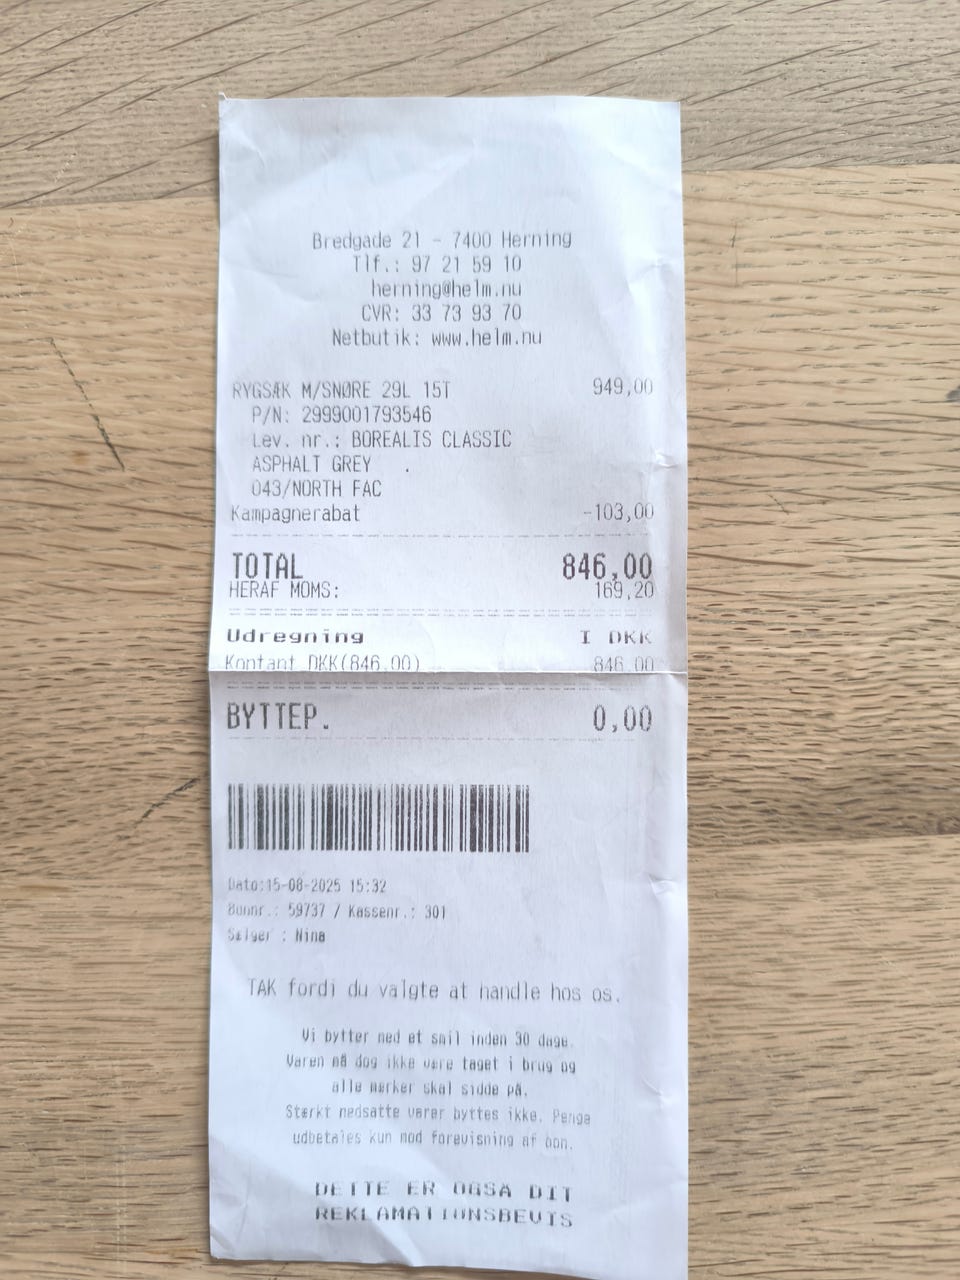 Bredgade 21 - 7400 Herning
Tlf.: 97 21 59 10
herning@helm.nu
CVR: 33 73 93 70
Netbutik: www.helm.nu
RYGSÆK M/SNØRE 29L 15T 949,00
P/N: 2999001793546
Lev. nr.: BOREALIS CLASSIC
ASPHALT GREY .
043/NORTH FAC
Kampagnerabat -103,00
TOTAL 846,00
HERAF MOMS: 169,20
Udregning I DKK
Kontant DKK(846,00) 846,00
BYTTEP. 0,00
Dato:15-08-2025 15:32
Bonnr.: 59737 / Kassenr.: 301
Sælger : Nina
TAK fordi du valgte at handle hos os.
Vi bytter med et smil inden 30 dage.
Varen må dog ikke være taget i brug og
alle mærker skal sidde på.
Stærkt nedsatte varer byttes ikke. Penge
udbetales kun mod forevisning af bon.
DETTE ER OGSÅ DIT
REKLAMATIONSBEVIS